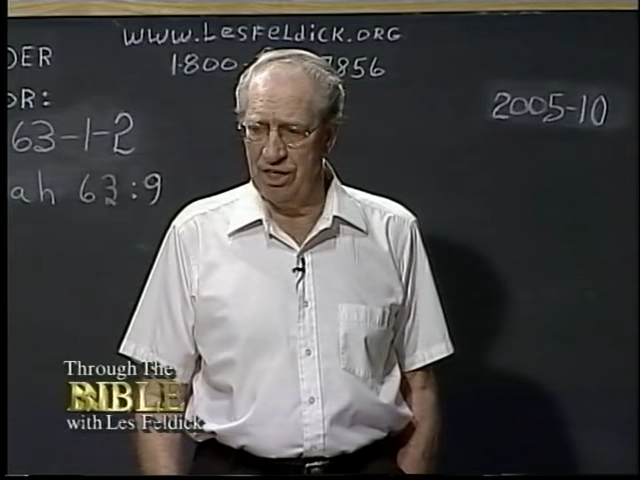 WWW.LESFELDICK.ORG
1-800- 7856
DER
OR:
63-1-2
ah 63:9
2005-10
Through The
BIBLE
with Les Feldick